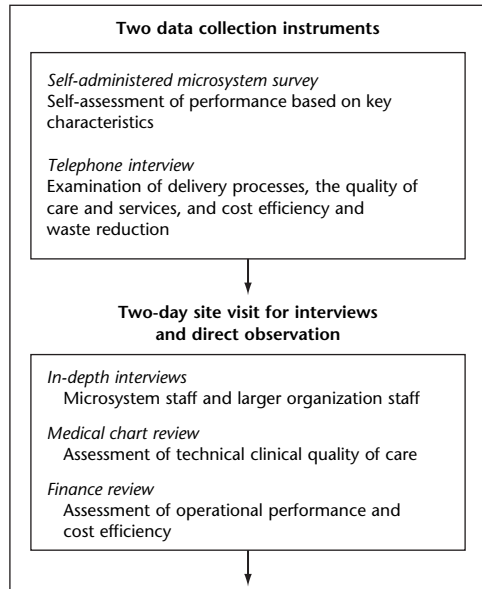 Two data collection instruments
Self-administered microsystem survey
Self-assessment of performance based on key
characteristics
Telephone interview
Examination of delivery processes, the quality of
care and services, and cost efficiency and
waste reduction
Two-day site visit for interviews
and direct observation
In-depth interviews
Microsystem staff and larger organization staff
Medical chart review
Assessment of technical clinical quality of care
Finance review
Assessment of operational performance and
cost efficiency